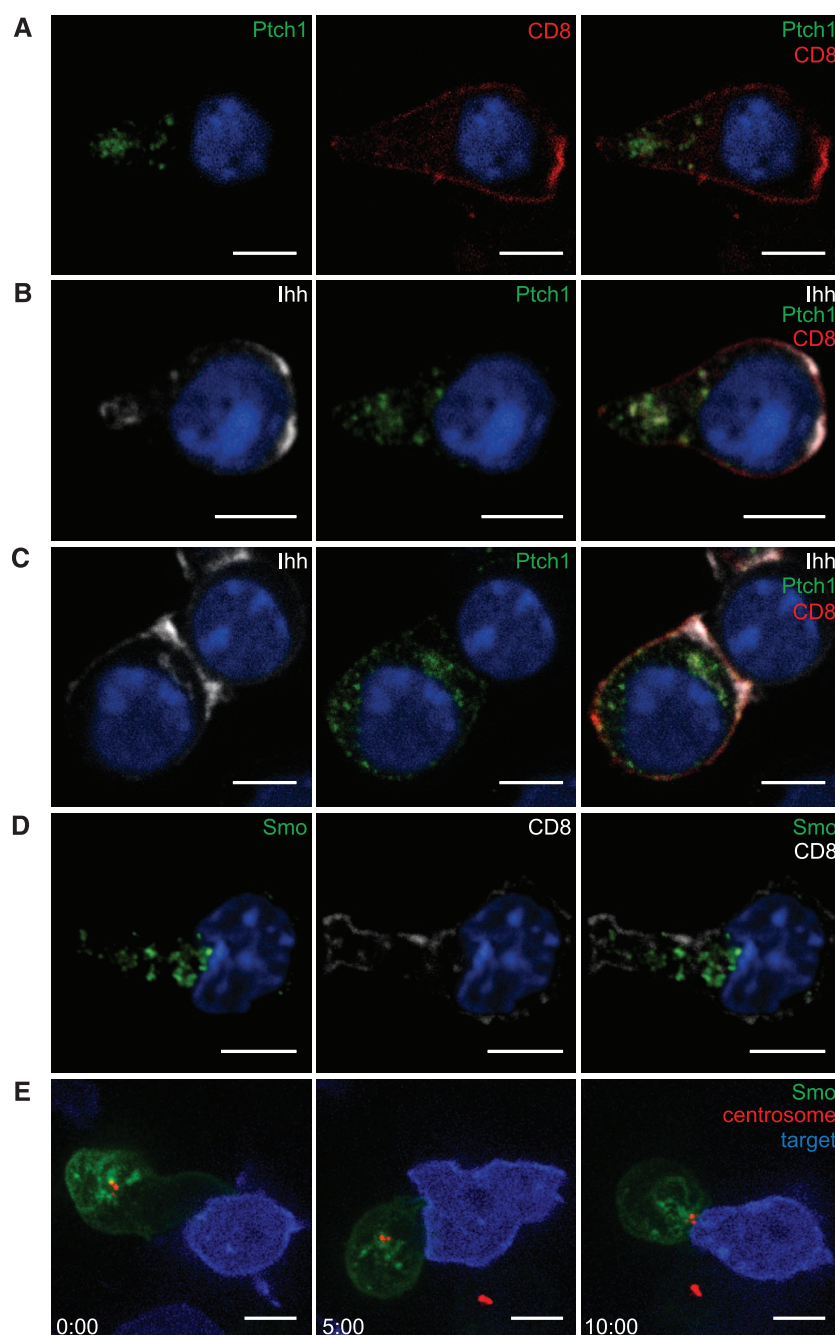 A
Ptch1
CD8
Ptch1
CD8
B
Ihh
Ptch1
Ihh
Ptch1
CD8
C
Ihh
Ptch1
Ihh
Ptch1
CD8
D
Smo
CD8
Smo
CD8
E
Smo
centrosome
target
0:00
5:00
10:00